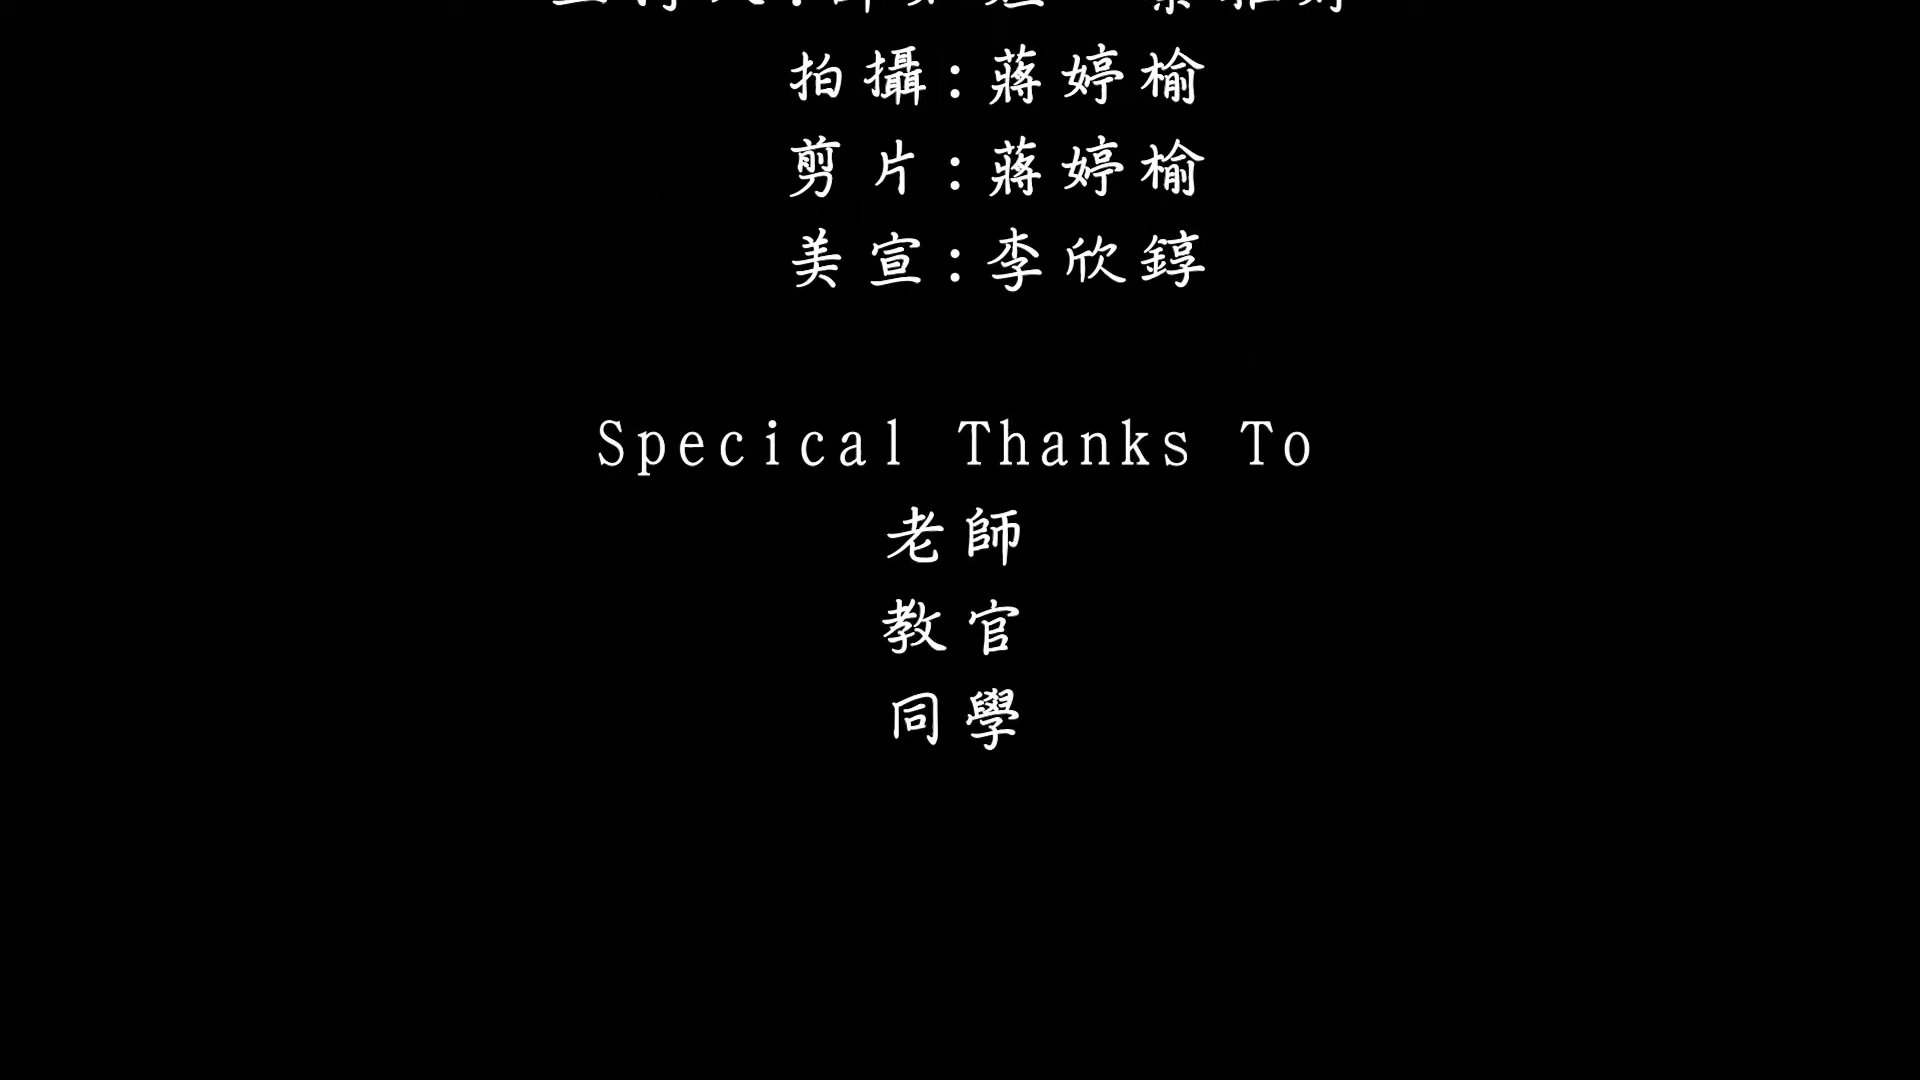 拍攝:蔣婷榆
剪片:蔣婷榆
美宣:李欣錞
Specical Thanks To
老師
教官
同學